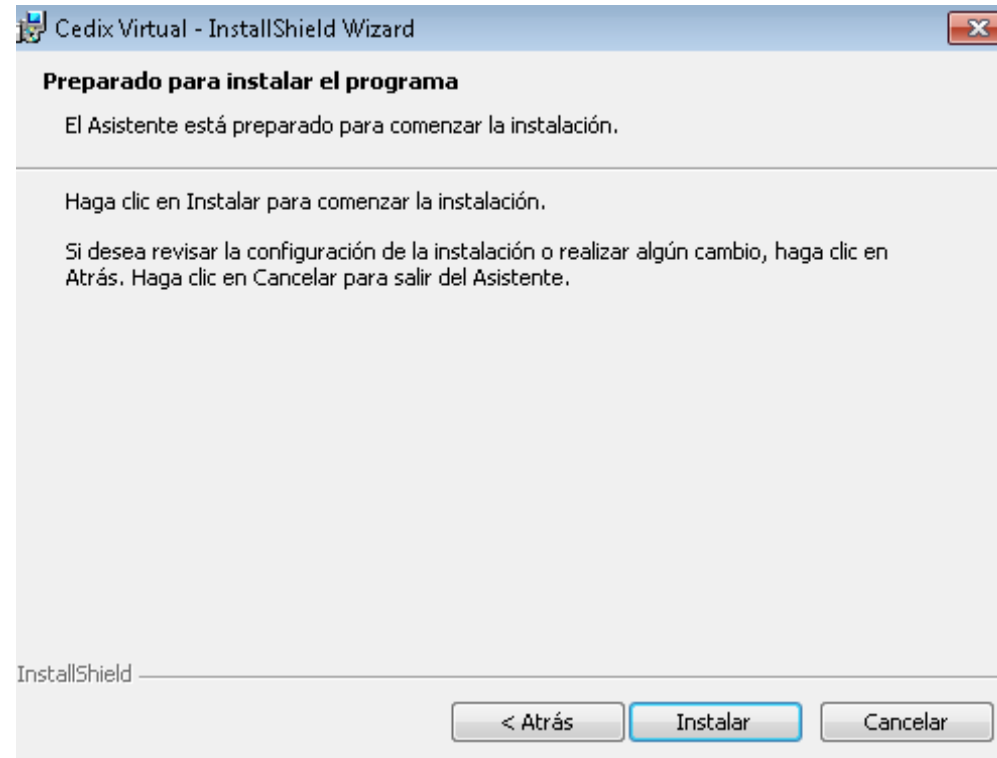 Cedix Virtual - InstallShield Wizard
Preparado para instalar el programa
El Asistente está preparado para comenzar la instalación.
Haga clic en Instalar para comenzar la instalación.
Si desea revisar la configuración de la instalación o realizar algún cambio, haga clic en
Atrás. Haga clic en Cancelar para salir del Asistente.
InstallShield
< Atrás
Instalar
Cancelar